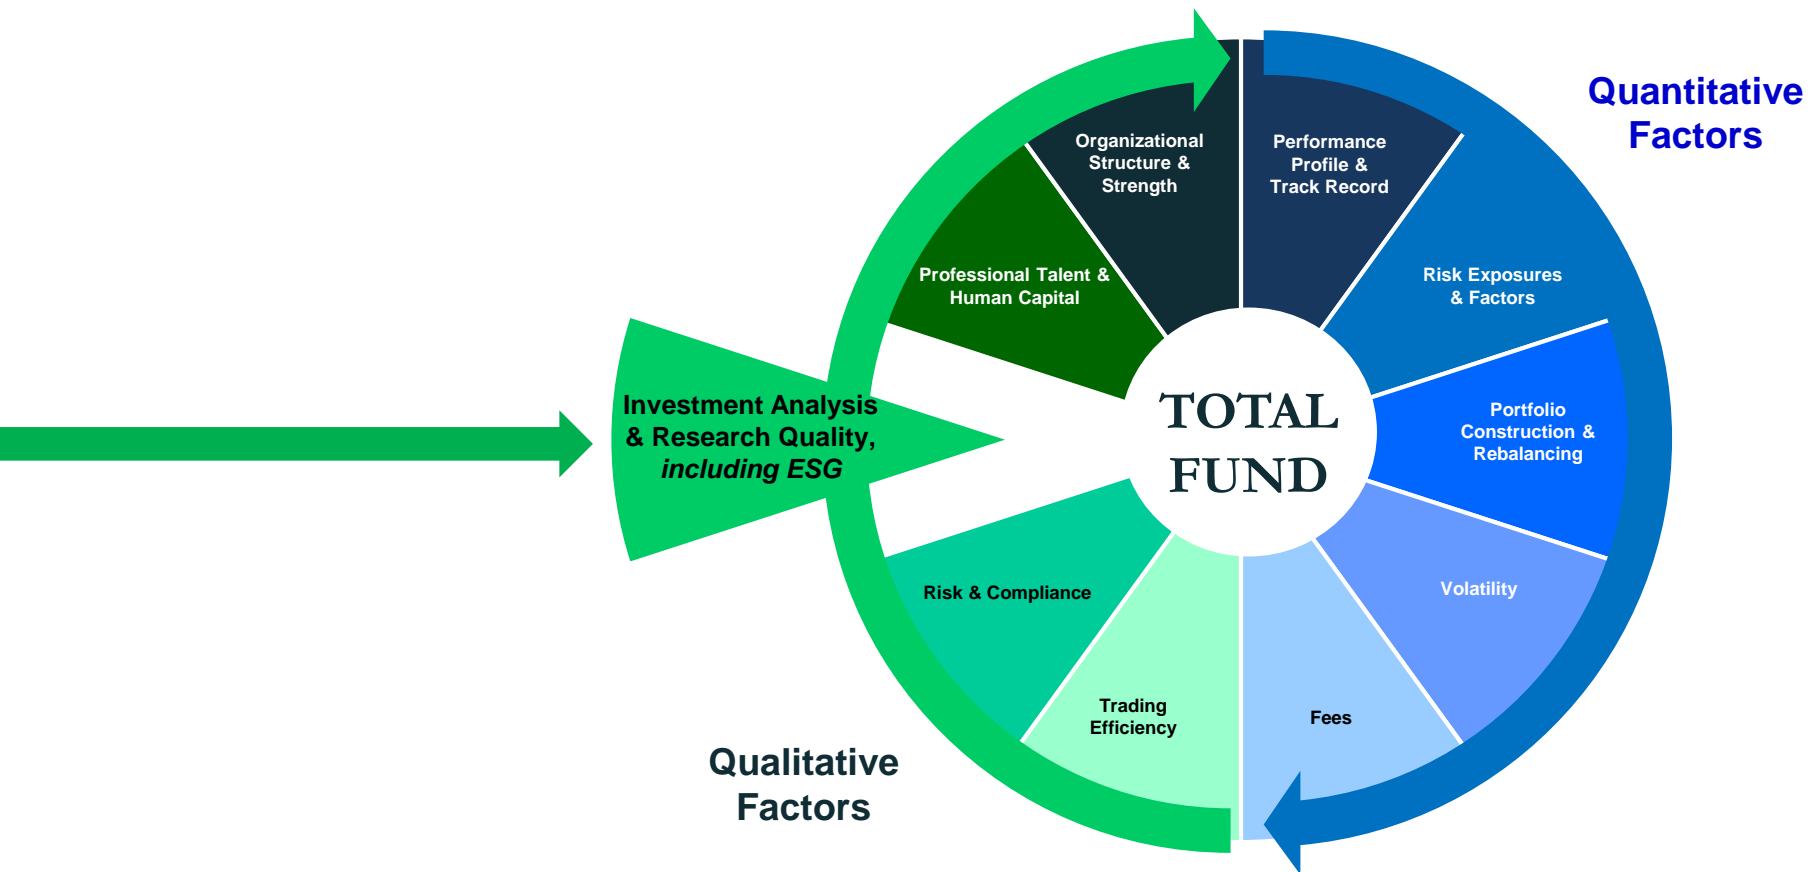 Quantitative
Factors
Organizational
Structure &
Strength
Performance
Profile &
Track Record
Professional Talent &
Human Capital
Risk Exposures
& Factors
Investment Analysis
& Research Quality,
including ESG
TOTAL
FUND
Portfolio
Construction &
Rebalancing
Risk & Compliance
Volatility
Trading
Efficiency
Fees
Qualitative
Factors